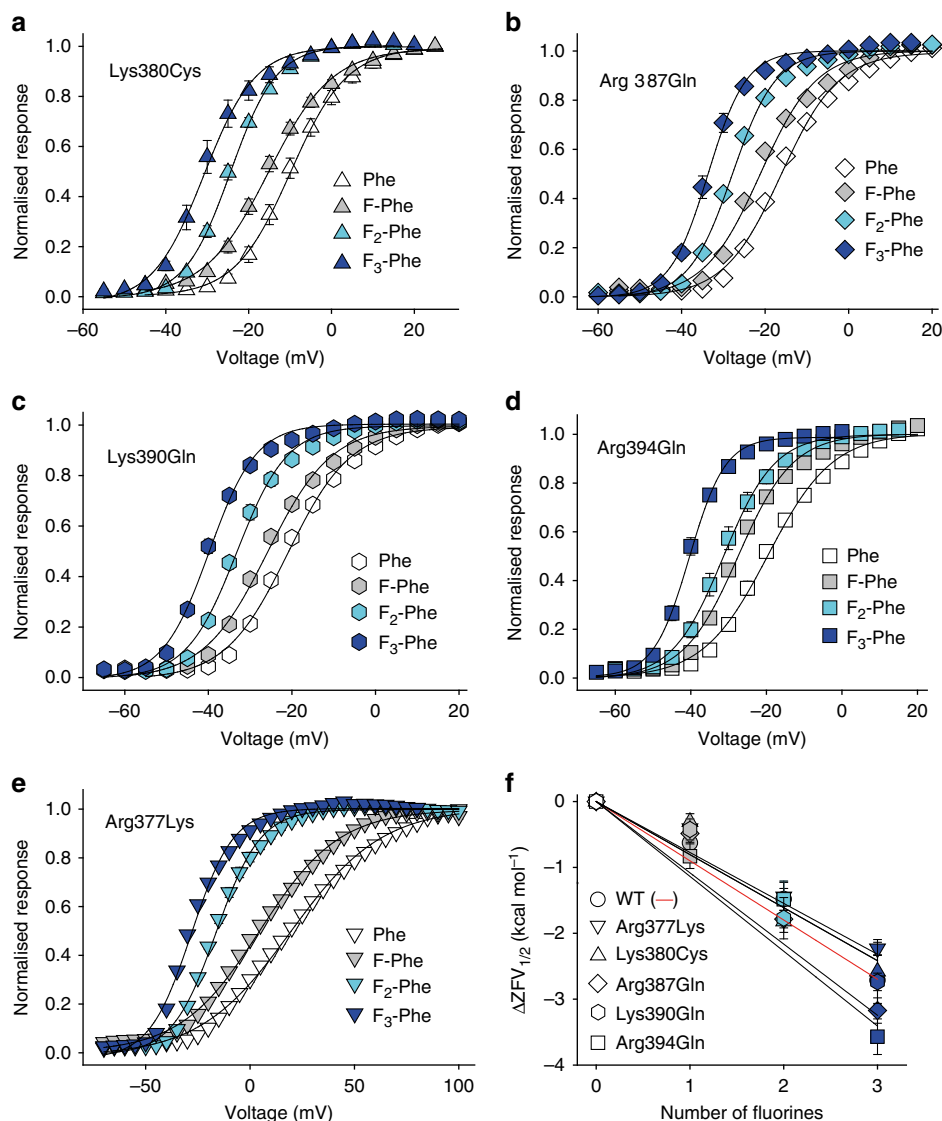 a
Normalised response
1.0
0.8
0.6
0.4
0.2
0.0
Lys380Cys
Phe
F-Phe
F2-Phe
F3-Phe
−60 −40 −20 0 20
Voltage (mV)
b
Normalised response
1.0
0.8
0.6
0.4
0.2
0.0
Arg 387Gln
Phe
F-Phe
F2-Phe
F3-Phe
−60 −40 −20 0 20
Voltage (mV)
c
Normalised response
1.0
0.8
0.6
0.4
0.2
0.0
Lys390Gln
Phe
F-Phe
F2-Phe
F3-Phe
−60 −40 −20 0 20
Voltage (mV)
d
Normalised response
1.0
0.8
0.6
0.4
0.2
0.0
Arg394Gln
Phe
F-Phe
F2-Phe
F3-Phe
−60 −40 −20 0 20
Voltage (mV)
e
Normalised response
1.0
0.8
0.6
0.4
0.2
0.0
Arg377Lys
Phe
F-Phe
F2-Phe
F3-Phe
−50 0 50 100
Voltage (mV)
f
ΔZFV1/2 (kcal mol−1)
0
−1
−2
−3
−4
WT (—)
Arg377Lys
Lys380Cys
Arg387Gln
Lys390Gln
Arg394Gln
0 1 2 3
Number of fluorines